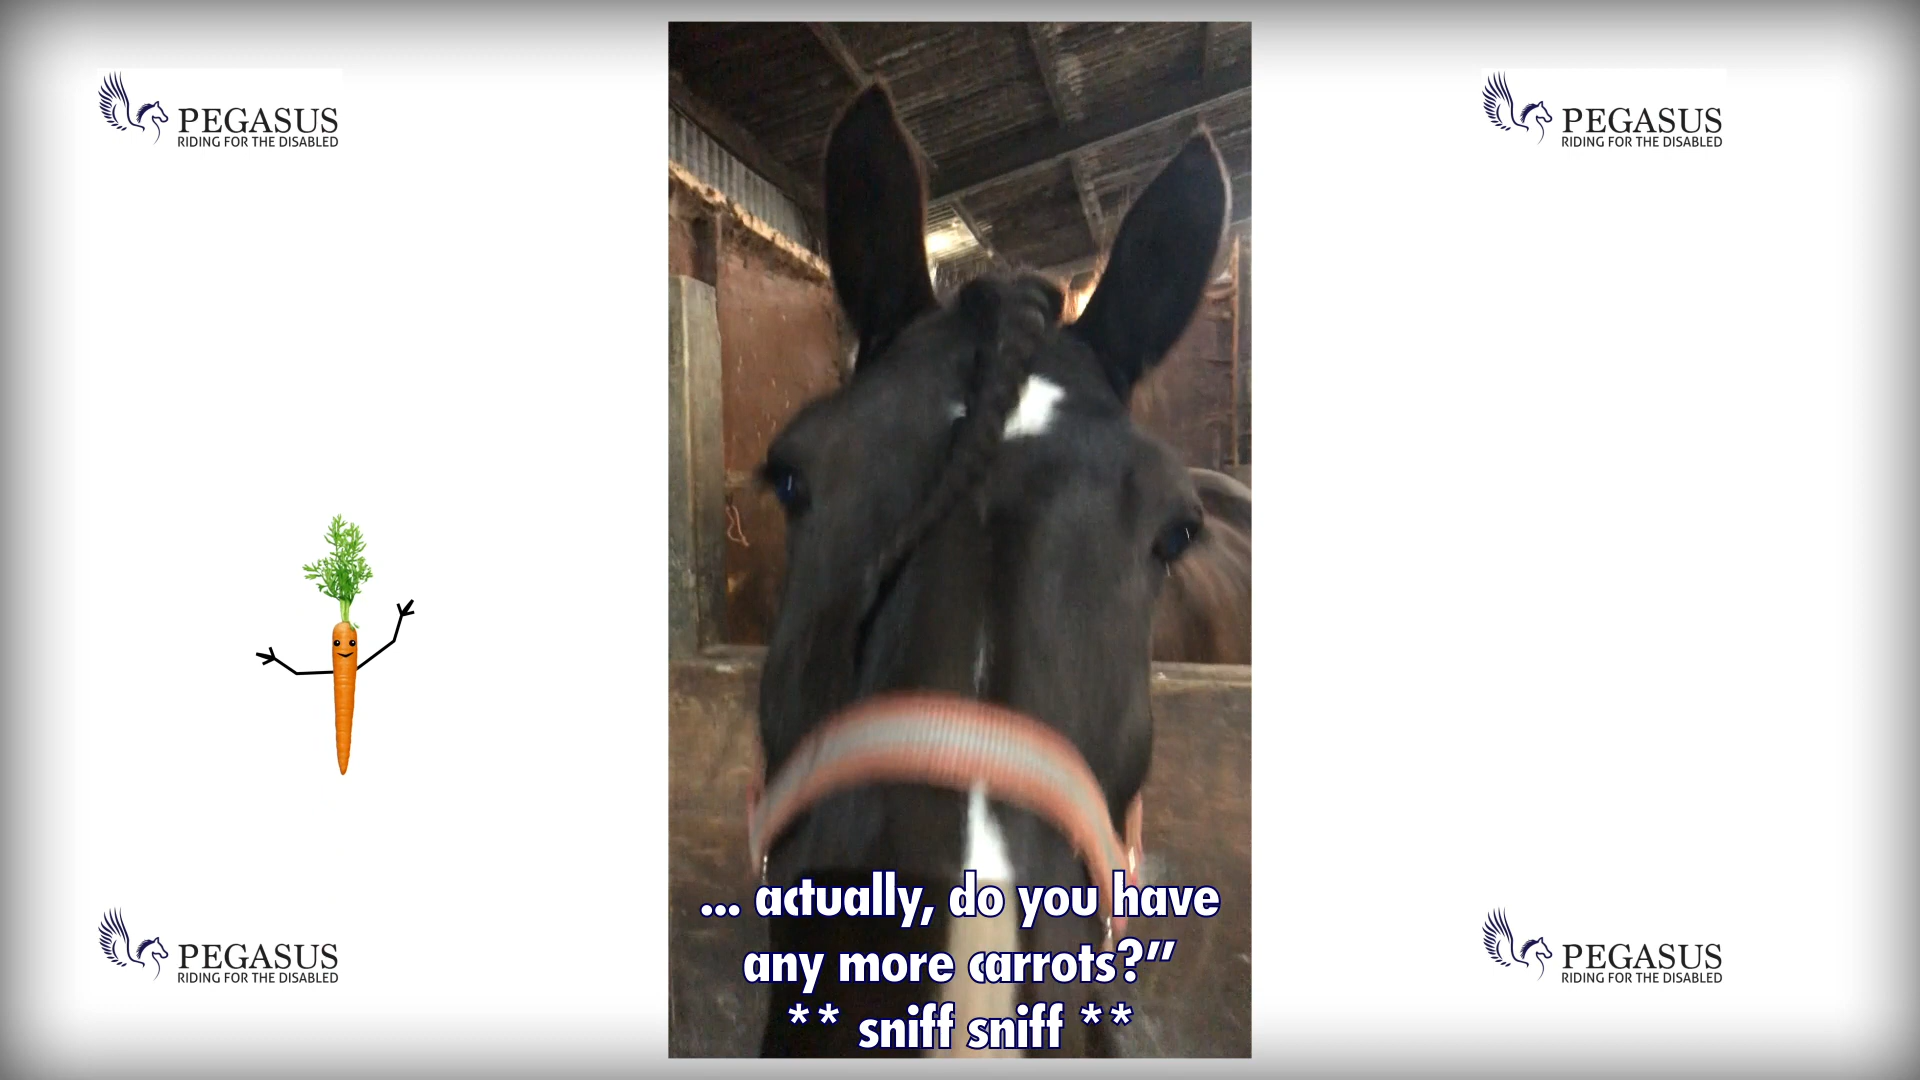 PEGASUS
RIDING FOR THE DISABLED
PEGASUS
RIDING FOR THE DISABLED
... actually, do you have
any more carrots?”
** sniff sniff **
PEGASUS
RIDING FOR THE DISABLED
PEGASUS
RIDING FOR THE DISABLED